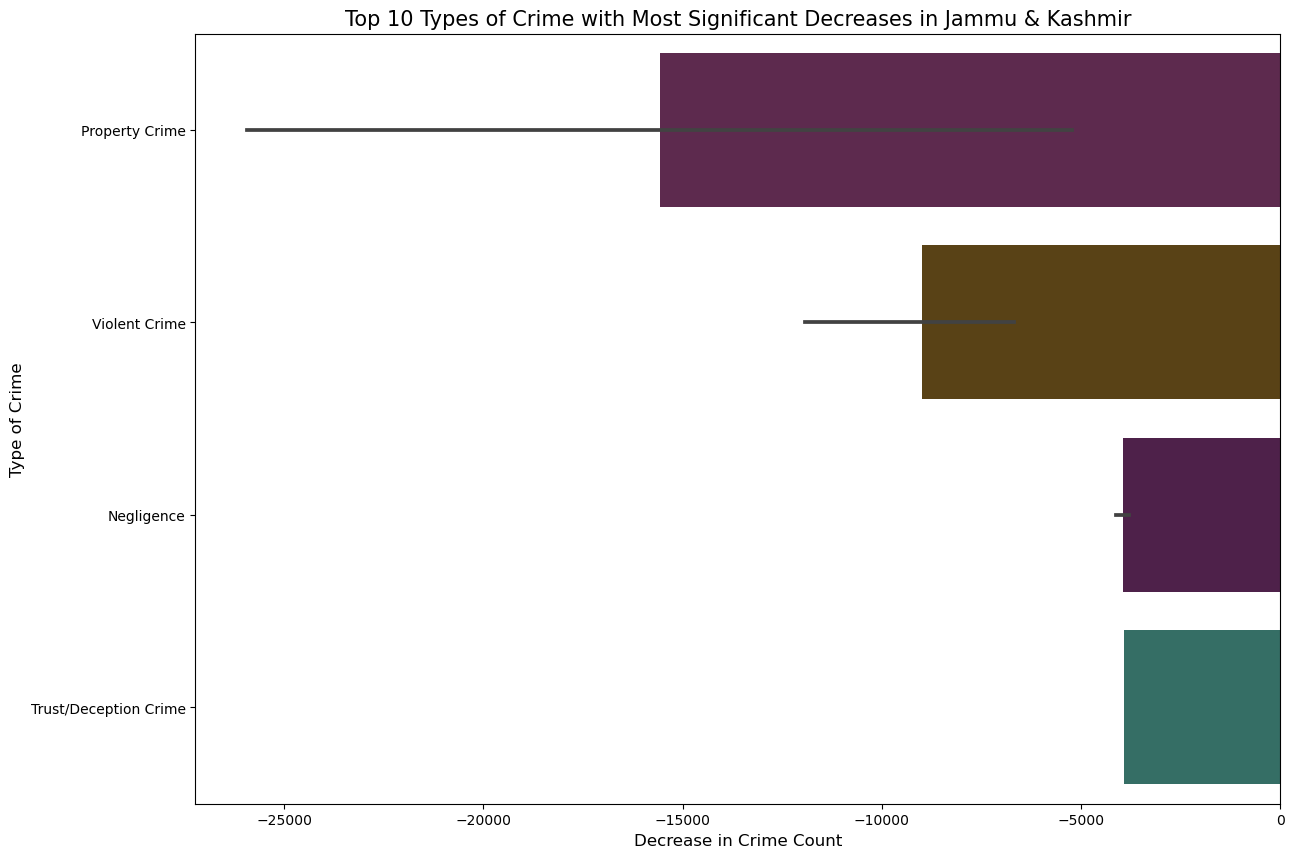 Top 10 Types of Crime with Most Significant Decreases in Jammu & Kashmir
Type of Crime
Property Crime
Violent Crime
Negligence
Trust/Deception Crime
−25000 −20000 −15000 −10000 −5000 0
Decrease in Crime Count